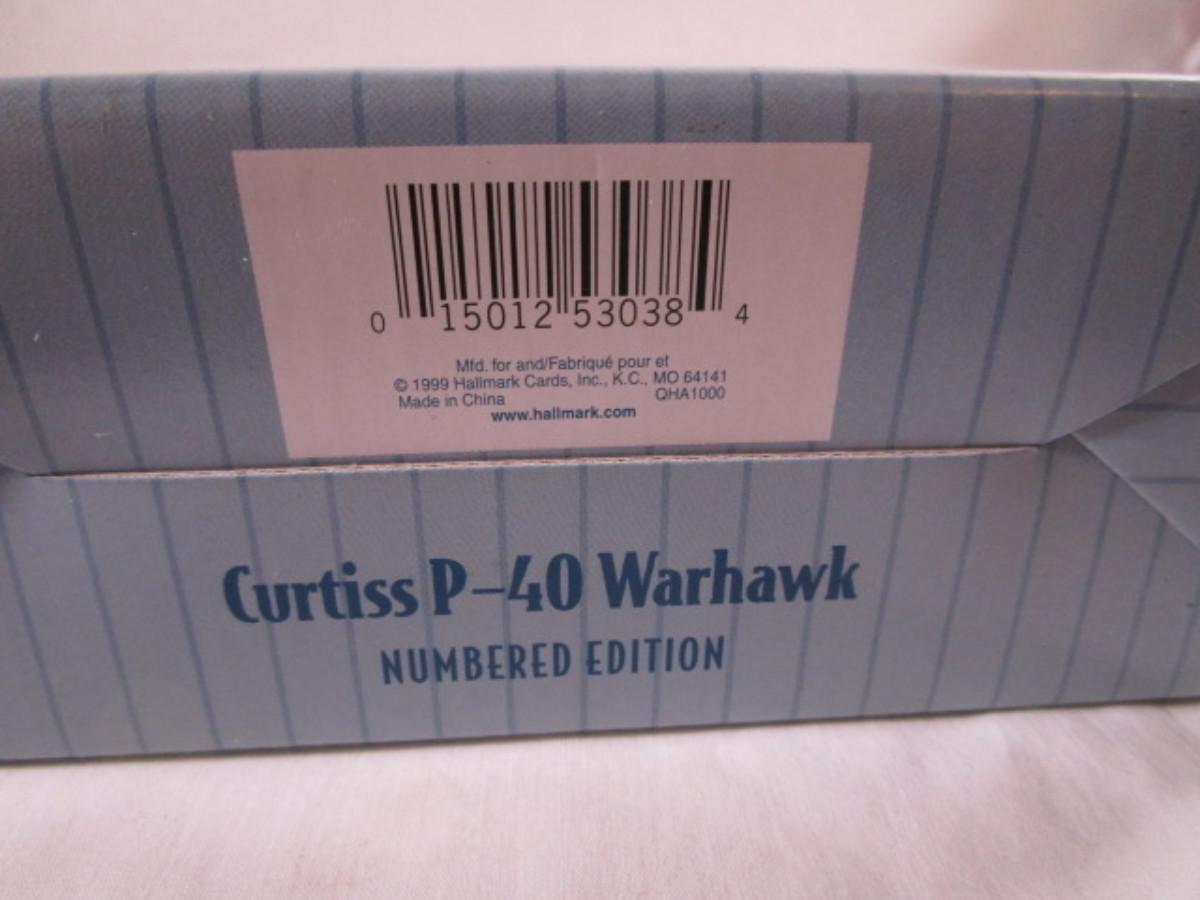 0 15012 53038 4
Mfd. for and/Fabriqué pour et
© 1999 Hallmark Cards, Inc., K.C., MO 64141
Made in China QHA1000
www.hallmark.com
Curtiss P-40 Warhawk
NUMBERED EDITION